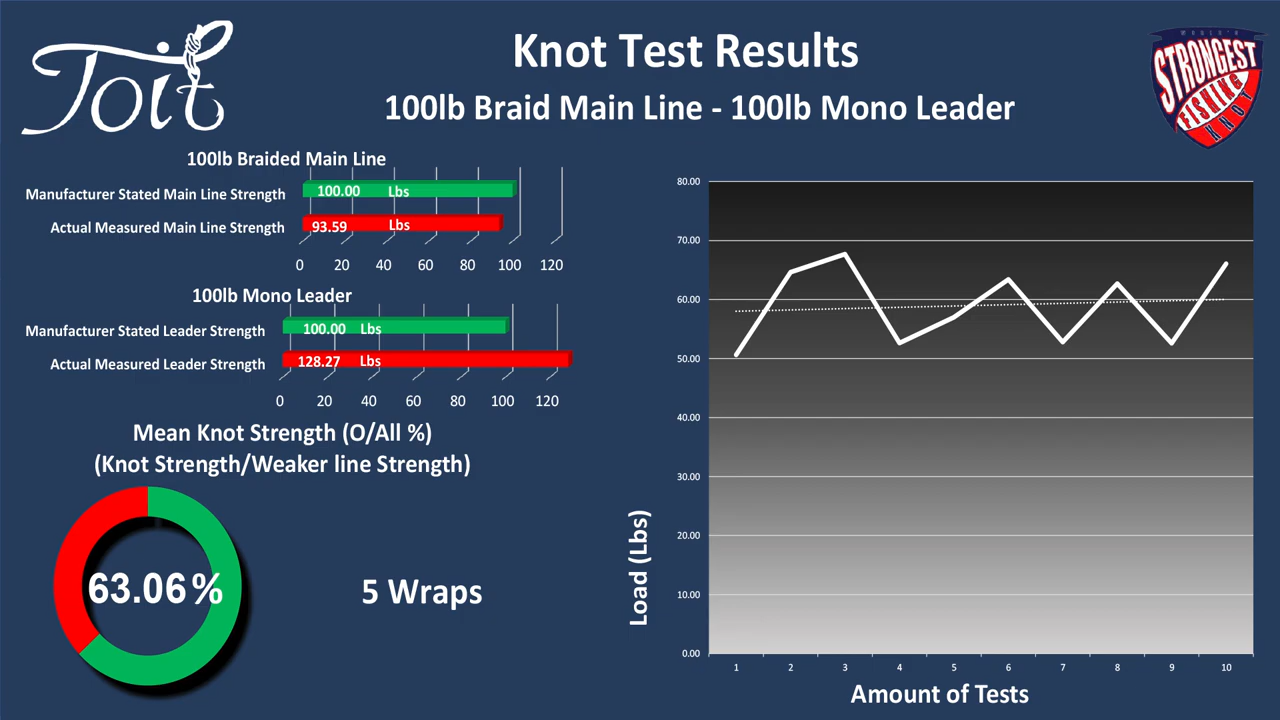 Toit
Knot Test Results
100lb Braid Main Line - 100lb Mono Leader
WORLD'S
STRONGEST
FISHING
KNOT
100lb Braided Main Line
Manufacturer Stated Main Line Strength
100.00 Lbs
Actual Measured Main Line Strength
93.59 Lbs
0 20 40 60 80 100 120
100lb Mono Leader
Manufacturer Stated Leader Strength
100.00 Lbs
Actual Measured Leader Strength
128.27 Lbs
0 20 40 60 80 100 120
Mean Knot Strength (O/All %)
(Knot Strength/Weaker line Strength)
63.06%
5 Wraps
80.00
70.00
60.00
50.00
40.00
30.00
20.00
10.00
0.00
Load (Lbs)
1 2 3 4 5 6 7 8 9 10
Amount of Tests